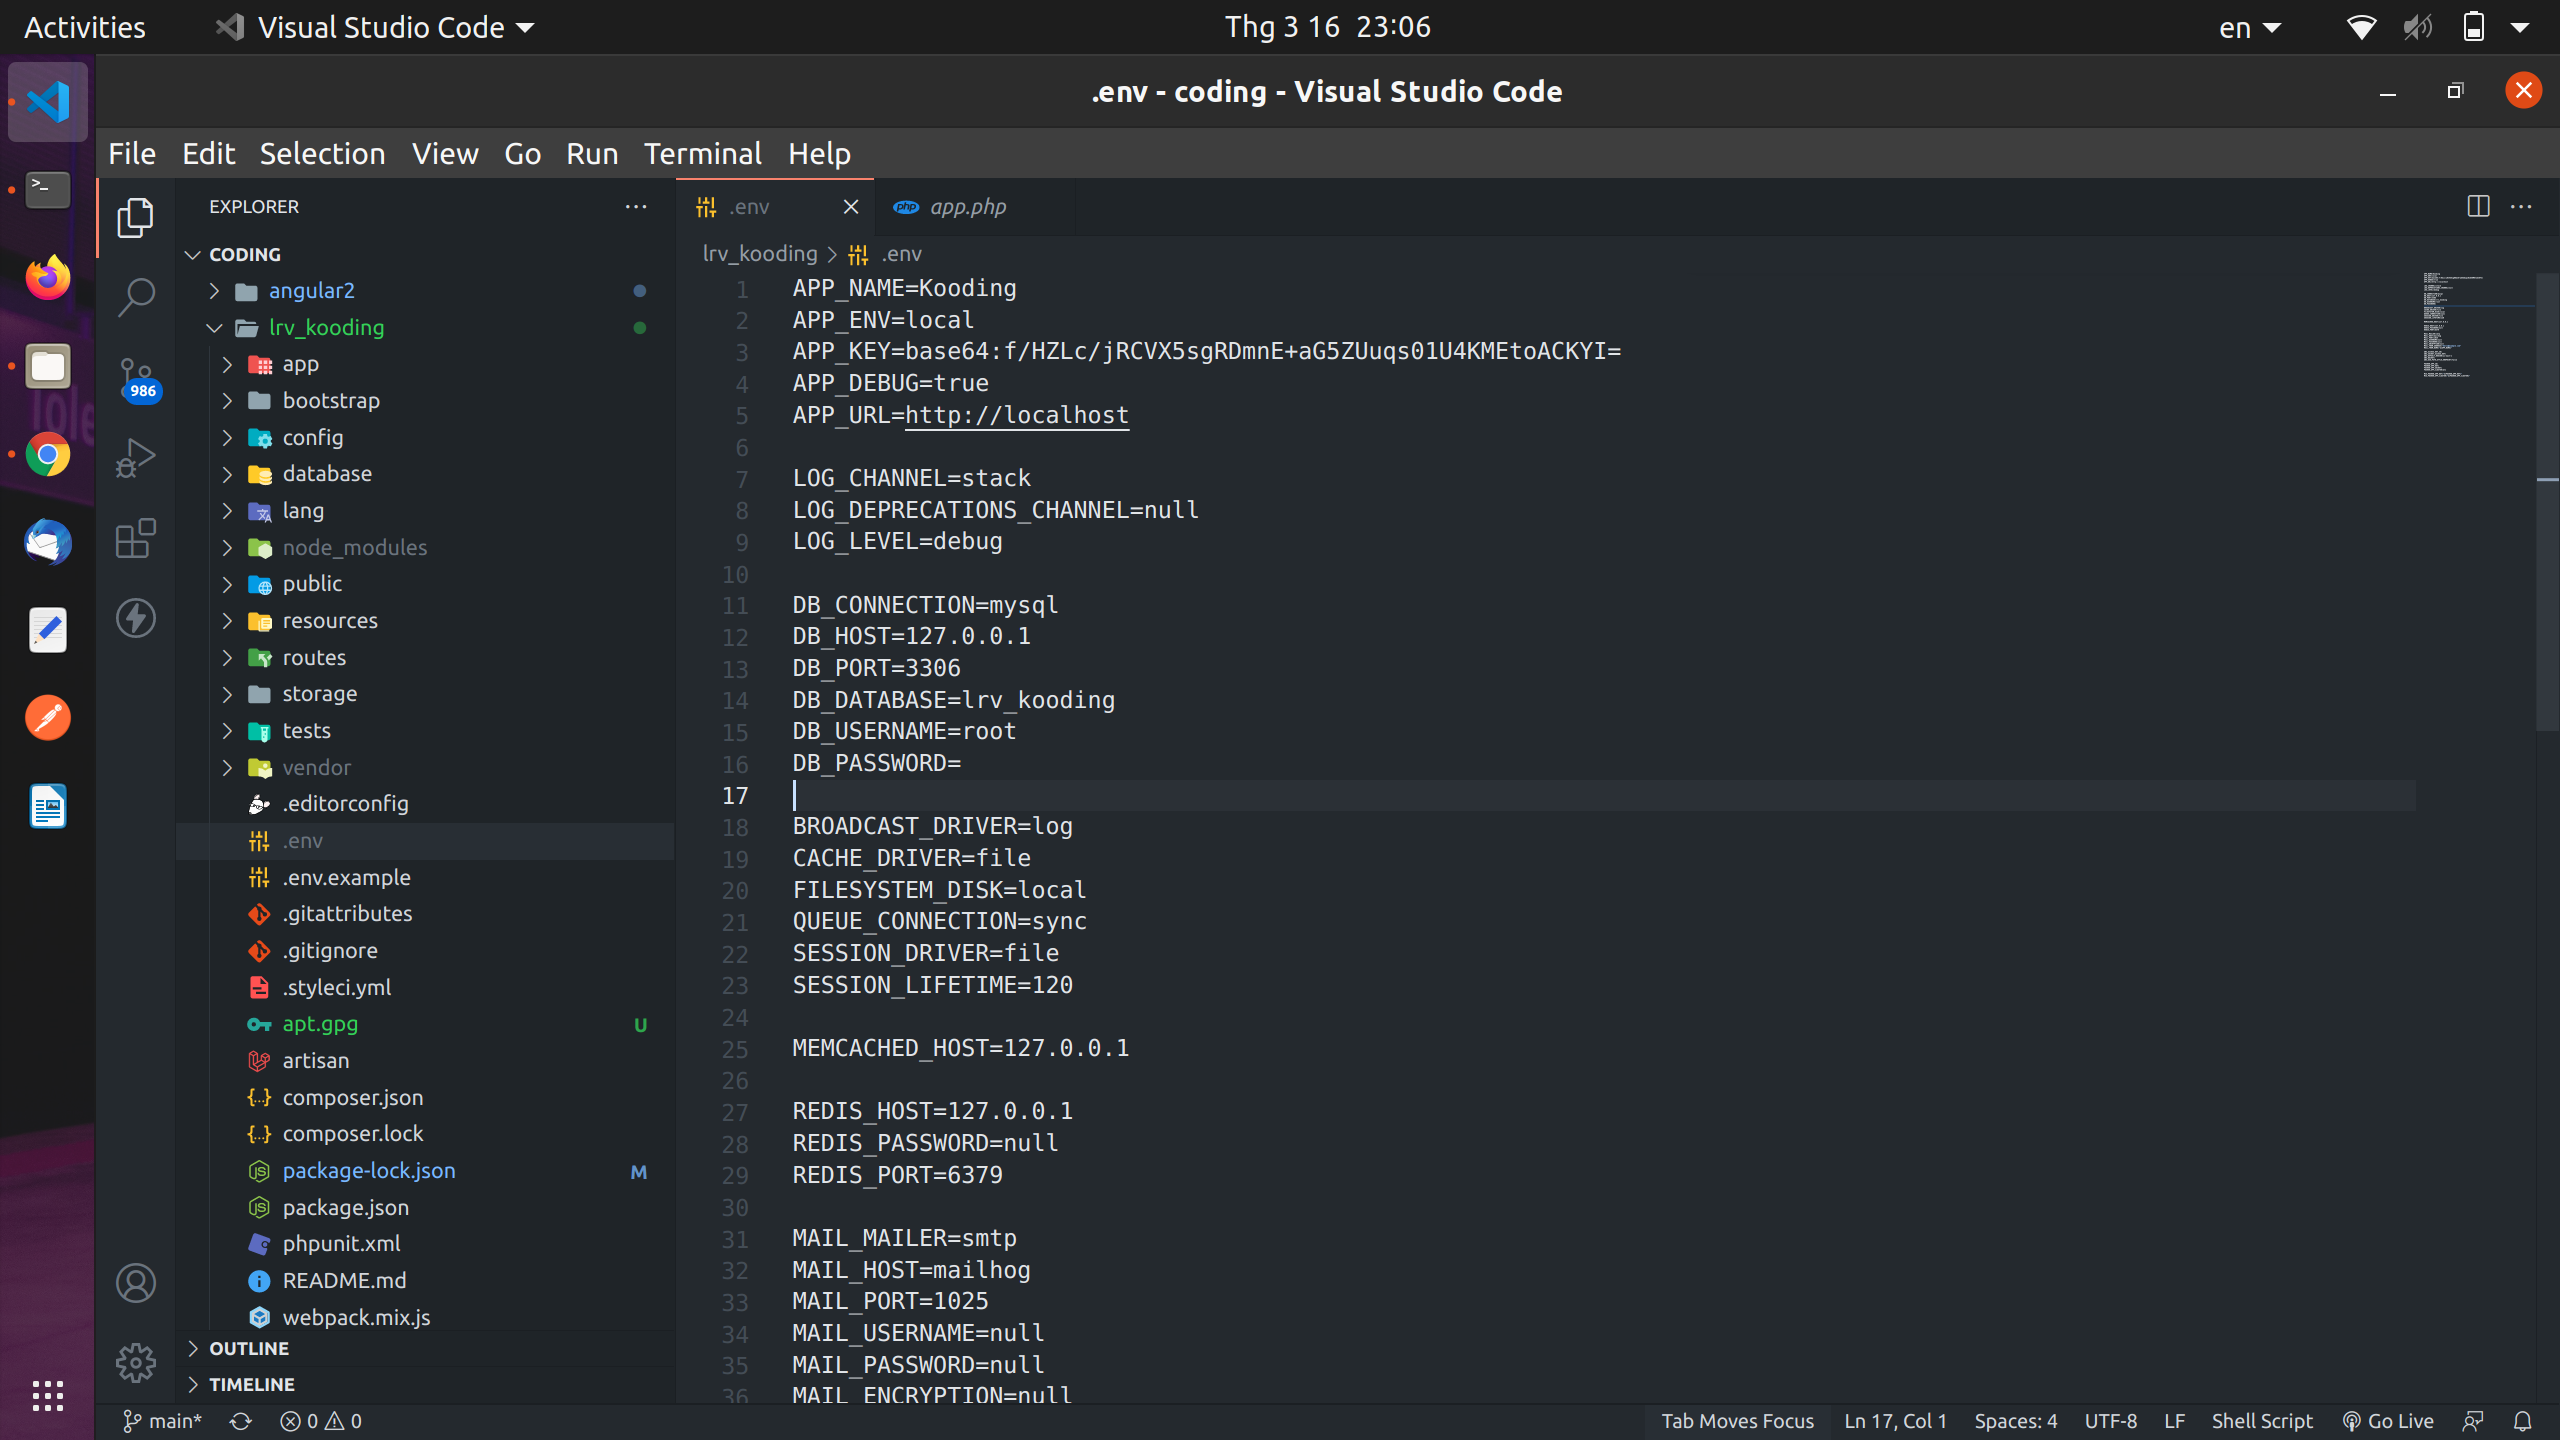 Activities
Visual Studio Code
Thg 3 16 23:06
en
.env - coding - Visual Studio Code
File Edit Selection View Go Run Terminal Help
EXPLORER
.env
app.php
CODING
lrv_kooding > .env
angular2
lrv_kooding
app
986
bootstrap
config
database
lang
node_modules
public
resources
routes
storage
tests
vendor
.editorconfig
.env
.env.example
.gitattributes
.gitignore
.styleci.yml
apt.gpg U
artisan
composer.json
composer.lock
package-lock.json M
package.json
phpunit.xml
README.md
webpack.mix.js
OUTLINE
TIMELINE
1 APP_NAME=Kooding
2 APP_ENV=local
3 APP_KEY=base64:f/HZLc/jRCVX5sgRDmnE+aG5ZUuqs01U4KMEtoACKYI=
4 APP_DEBUG=true
5 APP_URL=http://localhost
6
7 LOG_CHANNEL=stack
8 LOG_DEPRECATIONS_CHANNEL=null
9 LOG_LEVEL=debug
10
11 DB_CONNECTION=mysql
12 DB_HOST=127.0.0.1
13 DB_PORT=3306
14 DB_DATABASE=lrv_kooding
15 DB_USERNAME=root
16 DB_PASSWORD=
17
18 BROADCAST_DRIVER=log
19 CACHE_DRIVER=file
20 FILESYSTEM_DISK=local
21 QUEUE_CONNECTION=sync
22 SESSION_DRIVER=file
23 SESSION_LIFETIME=120
24
25 MEMCACHED_HOST=127.0.0.1
26
27 REDIS_HOST=127.0.0.1
28 REDIS_PASSWORD=null
29 REDIS_PORT=6379
30
31 MAIL_MAILER=smtp
32 MAIL_HOST=mailhog
33 MAIL_PORT=1025
34 MAIL_USERNAME=null
35 MAIL_PASSWORD=null
36 MAIL_ENCRYPTION=null
main* 0 0
Tab Moves Focus Ln 17, Col 1 Spaces: 4 UTF-8 LF Shell Script Go Live